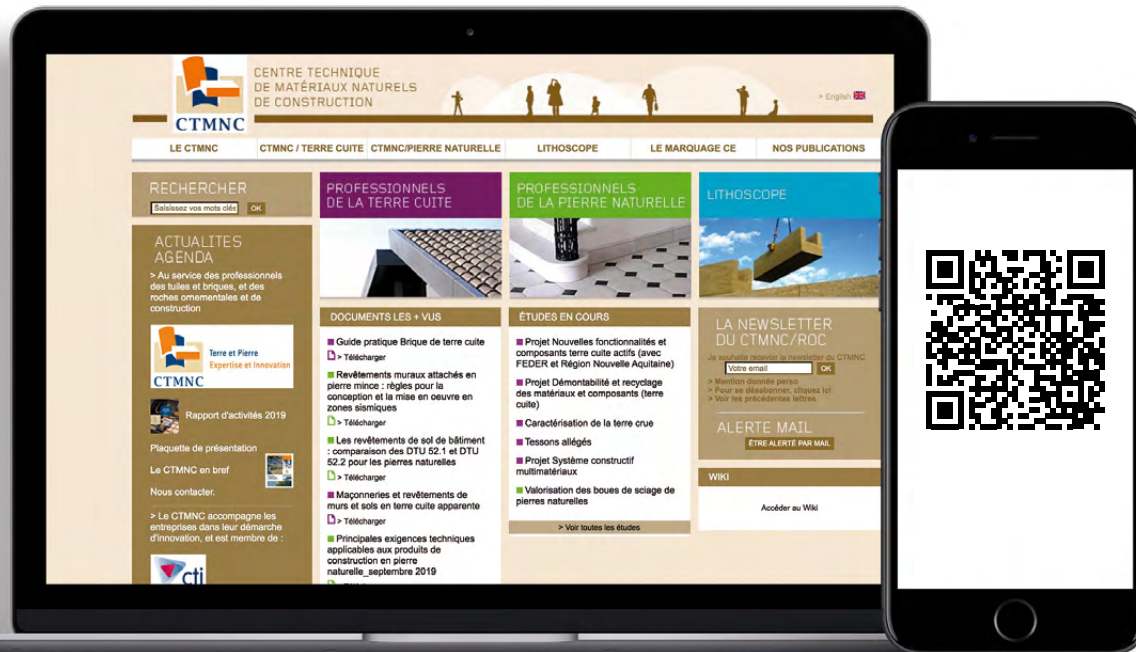 CENTRE TECHNIQUE
DE MATÉRIAUX NATURELS
DE CONSTRUCTION
CTMNC
> English
LE CTMNC
CTMNC / TERRE CUITE
CTMNC/PIERRE NATURELLE
LITHOSCOPE
LE MARQUAGE CE
NOS PUBLICATIONS
RECHERCHER
Saisissez vos mots clés
OK
ACTUALITES
AGENDA
> Au service des professionnels
des tuiles et briques, et des
roches ornementales et de
construction
Terre et Pierre
Expertise et Innovation
CTMNC
Rapport d'activités 2019
Plaquette de présentation
Le CTMNC en bref
Nous contacter.
> Le CTMNC accompagne les
entreprises dans leur démarche
d'innovation, et est membre de :
cti
PROFESSIONNELS
DE LA TERRE CUITE
DOCUMENTS LES + VUS
Guide pratique Brique de terre cuite
> Télécharger
Revêtements muraux attachés en
pierre mince : règles pour la
conception et la mise en oeuvre en
zones sismiques
> Télécharger
Les revêtements de sol de bâtiment
: comparaison des DTU 52.1 et DTU
52.2 pour les pierres naturelles
> Télécharger
Maçonneries et revêtements de
murs et sols en terre cuite apparente
> Télécharger
Principales exigences techniques
applicables aux produits de
construction en pierre
naturelle_septembre 2019
PROFESSIONNELS
DE LA PIERRE NATURELLE
ÉTUDES EN COURS
Projet Nouvelles fonctionnalités et
composants terre cuite actifs (avec
FEDER et Région Nouvelle Aquitaine)
Projet Démontabilité et recyclage
des matériaux et composants (terre
cuite)
Caractérisation de la terre crue
Tessons allégés
Projet Système constructif
multimatériaux
Valorisation des boues de sciage de
pierres naturelles
> Voir toutes les études
LITHOSCOPE
LA NEWSLETTER
DU CTMNC/ROC
Je souhaite recevoir la newsletter du CTMNC
Votre email
OK
> Mention donnée perso
> Pour se désabonner, cliquez ici
> Voir les précédentes lettres
ALERTE MAIL
ÊTRE ALERTÉ PAR MAIL
WIKI
Accéder au Wiki